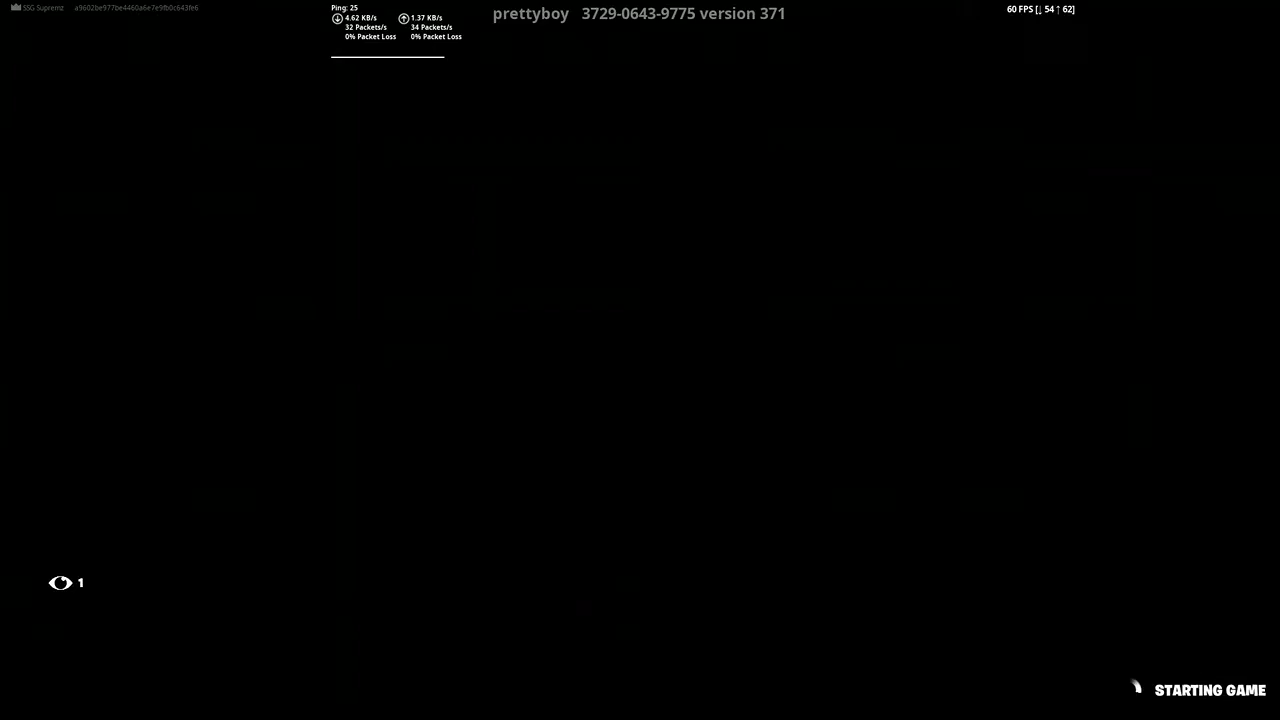 SSG Supremz a9602be977be4460a6e7e9fb0c643fe6
Ping: 25
4.62 KB/s 1.37 KB/s
32 Packets/s 34 Packets/s
0% Packet Loss 0% Packet Loss
prettyboy 3729-0643-9775 version 371
60 FPS [↓ 54 ↑ 62]
1
STARTING GAME